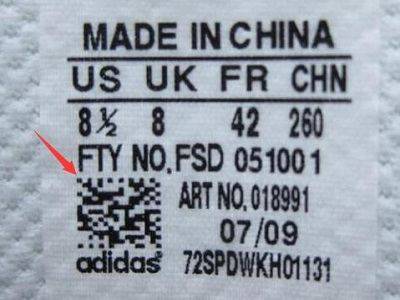 MADE IN CHINA
US UK FR CHN
8½ 8 42 260
FTY NO. FSD 051001
ART NO. 018991
07/09
adidas 72SPDWKH01131